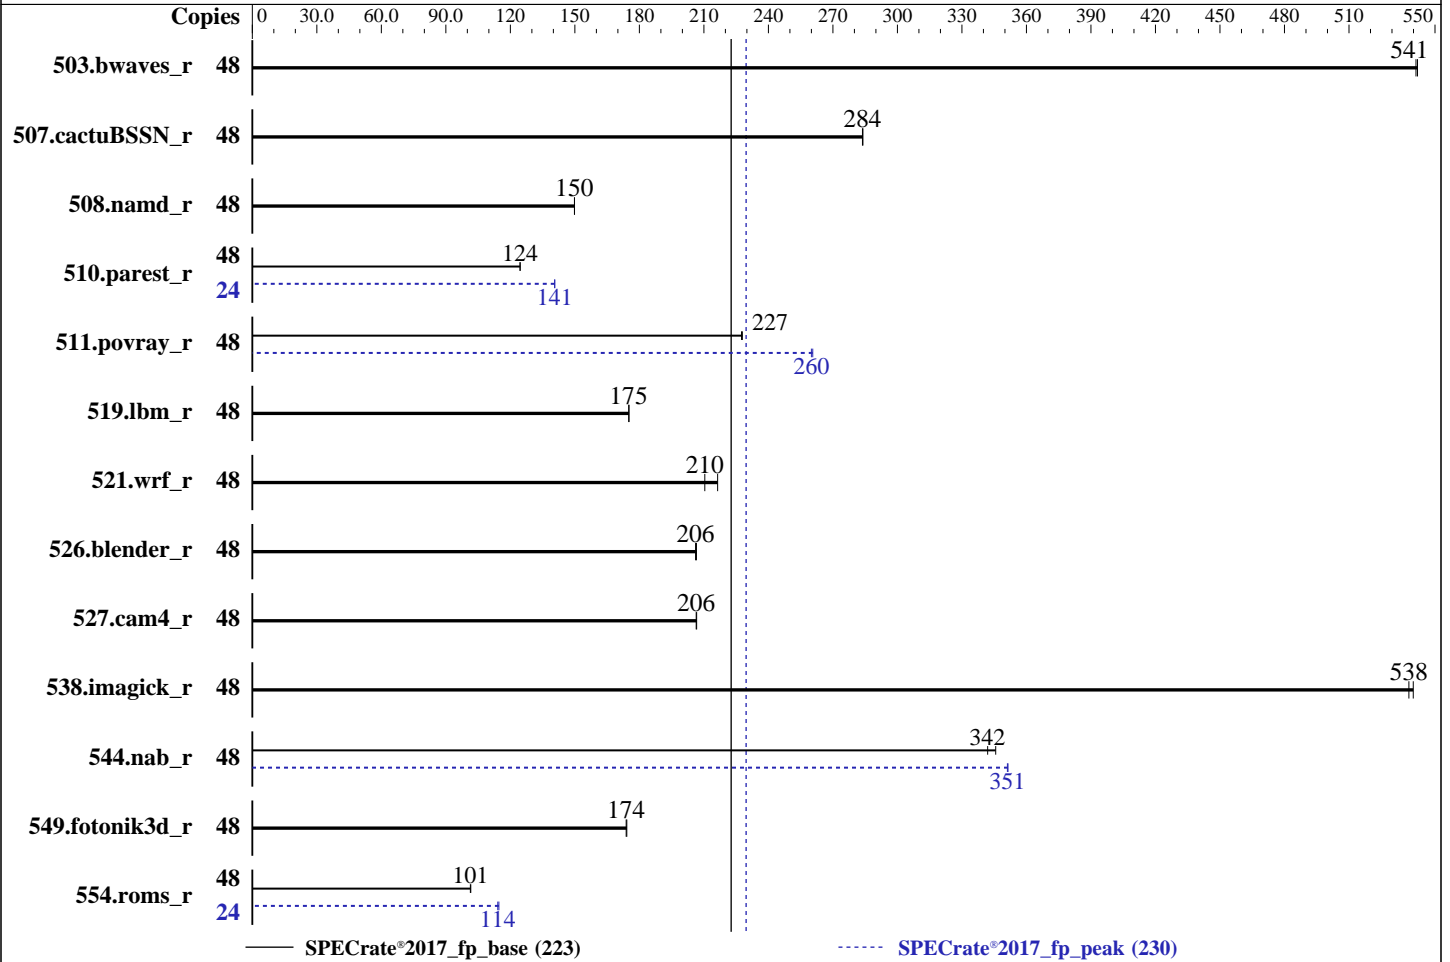 Copies 0 30.0 60.0 90.0 120 150 180 210 240 270 300 330 360 390 420 450 480 510 550
503.bwaves_r 48 541
507.cactuBSSN_r 48 284
508.namd_r 48 150
510.parest_r 48 124
24 141
511.povray_r 48 227
260
519.lbm_r 48 175
521.wrf_r 48 210
526.blender_r 48 206
527.cam4_r 48 206
538.imagick_r 48 538
544.nab_r 48 342
351
549.fotonik3d_r 48 174
554.roms_r 48 101
24 114
SPECrate®2017_fp_base (223) SPECrate®2017_fp_peak (230)